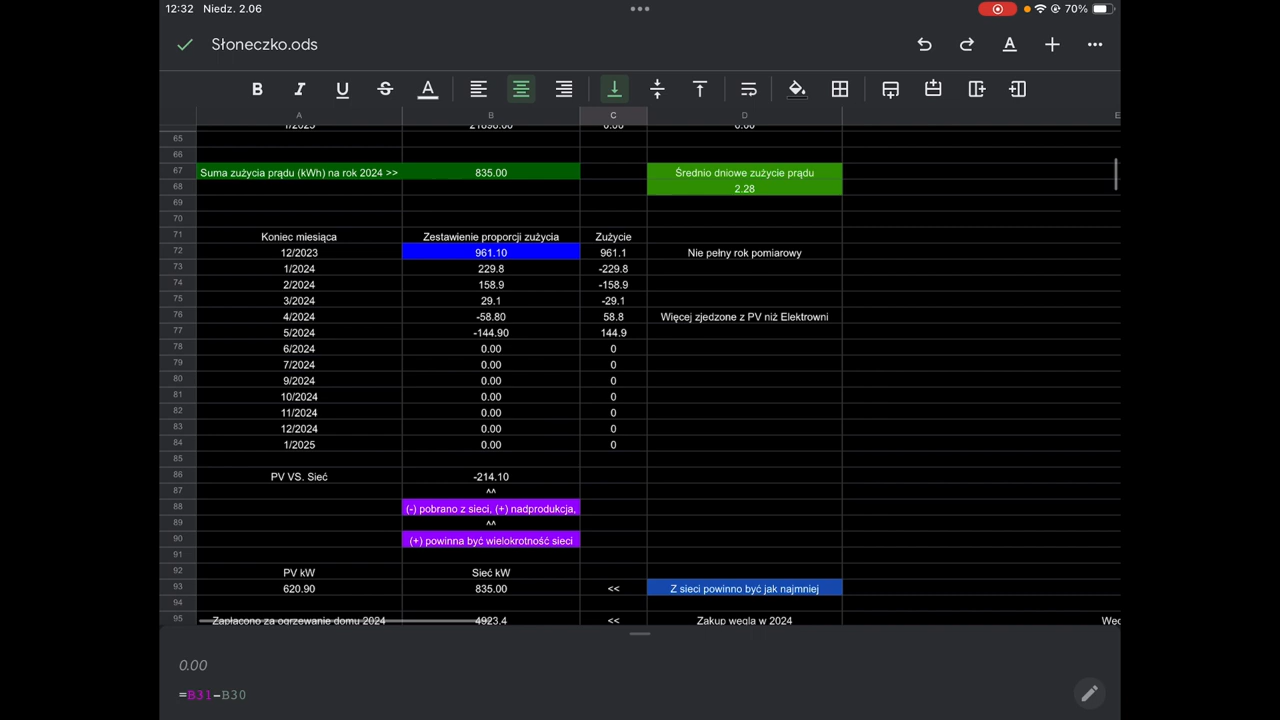 12:32 Niedz. 2.06 70%
Słoneczko.ods
B I U S A
A B C D E
1/2025 21898.00 0.00 0.00
65
66
67 Suma zużycia prądu (kWh) na rok 2024 >> 835.00 Średnio dniowe zużycie prądu
68 2.28
69
70
71 Koniec miesiąca Zestawienie proporcji zużycia Zużycie
72 12/2023 961.10 961.1 Nie pełny rok pomiarowy
73 1/2024 229.8 -229.8
74 2/2024 158.9 -158.9
75 3/2024 29.1 -29.1
76 4/2024 -58.80 58.8 Więcej zjedzone z PV niż Elektrowni
77 5/2024 -144.90 144.9
78 6/2024 0.00 0
79 7/2024 0.00 0
80 9/2024 0.00 0
81 10/2024 0.00 0
82 11/2024 0.00 0
83 12/2024 0.00 0
84 1/2025 0.00 0
85
86 PV VS. Sieć -214.10
87 ^^
88 (-) pobrano z sieci, (+) nadprodukcja,
89 ^^
90 (+) powinna być wielokrotność sieci
91
92 PV kW Sieć kW
93 620.90 835.00 << Z sieci powinno być jak najmniej
94
95 Zapłacono za ogrzewanie domu 2024 4923.4 << Zakup węgla w 2024 Węg
0.00
=B31-B30